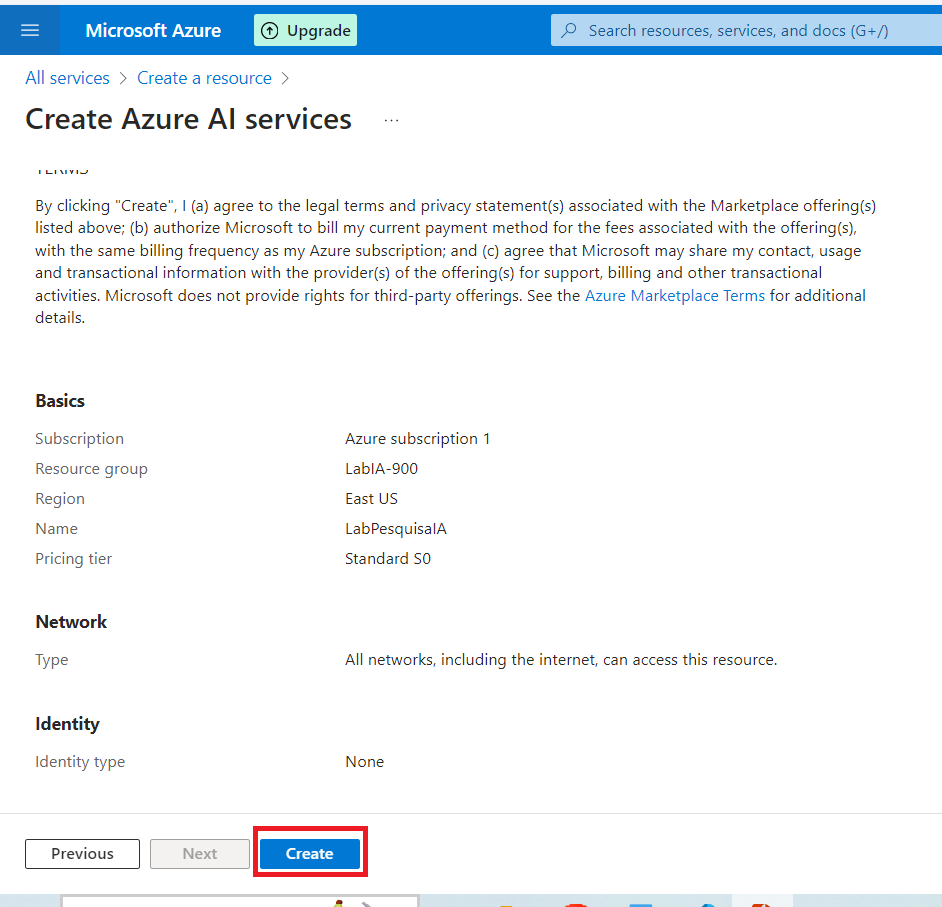 Microsoft Azure
Upgrade
Search resources, services, and docs (G+/)
All services > Create a resource >
Create Azure AI services ...
TERMS
By clicking "Create", I (a) agree to the legal terms and privacy statement(s) associated with the Marketplace offering(s)
listed above; (b) authorize Microsoft to bill my current payment method for the fees associated with the offering(s),
with the same billing frequency as my Azure subscription; and (c) agree that Microsoft may share my contact, usage
and transactional information with the provider(s) of the offering(s) for support, billing and other transactional
activities. Microsoft does not provide rights for third-party offerings. See the Azure Marketplace Terms for additional
details.
Basics
Subscription Azure subscription 1
Resource group LabIA-900
Region East US
Name LabPesquisaIA
Pricing tier Standard S0
Network
Type All networks, including the internet, can access this resource.
Identity
Identity type None
Previous Next Create